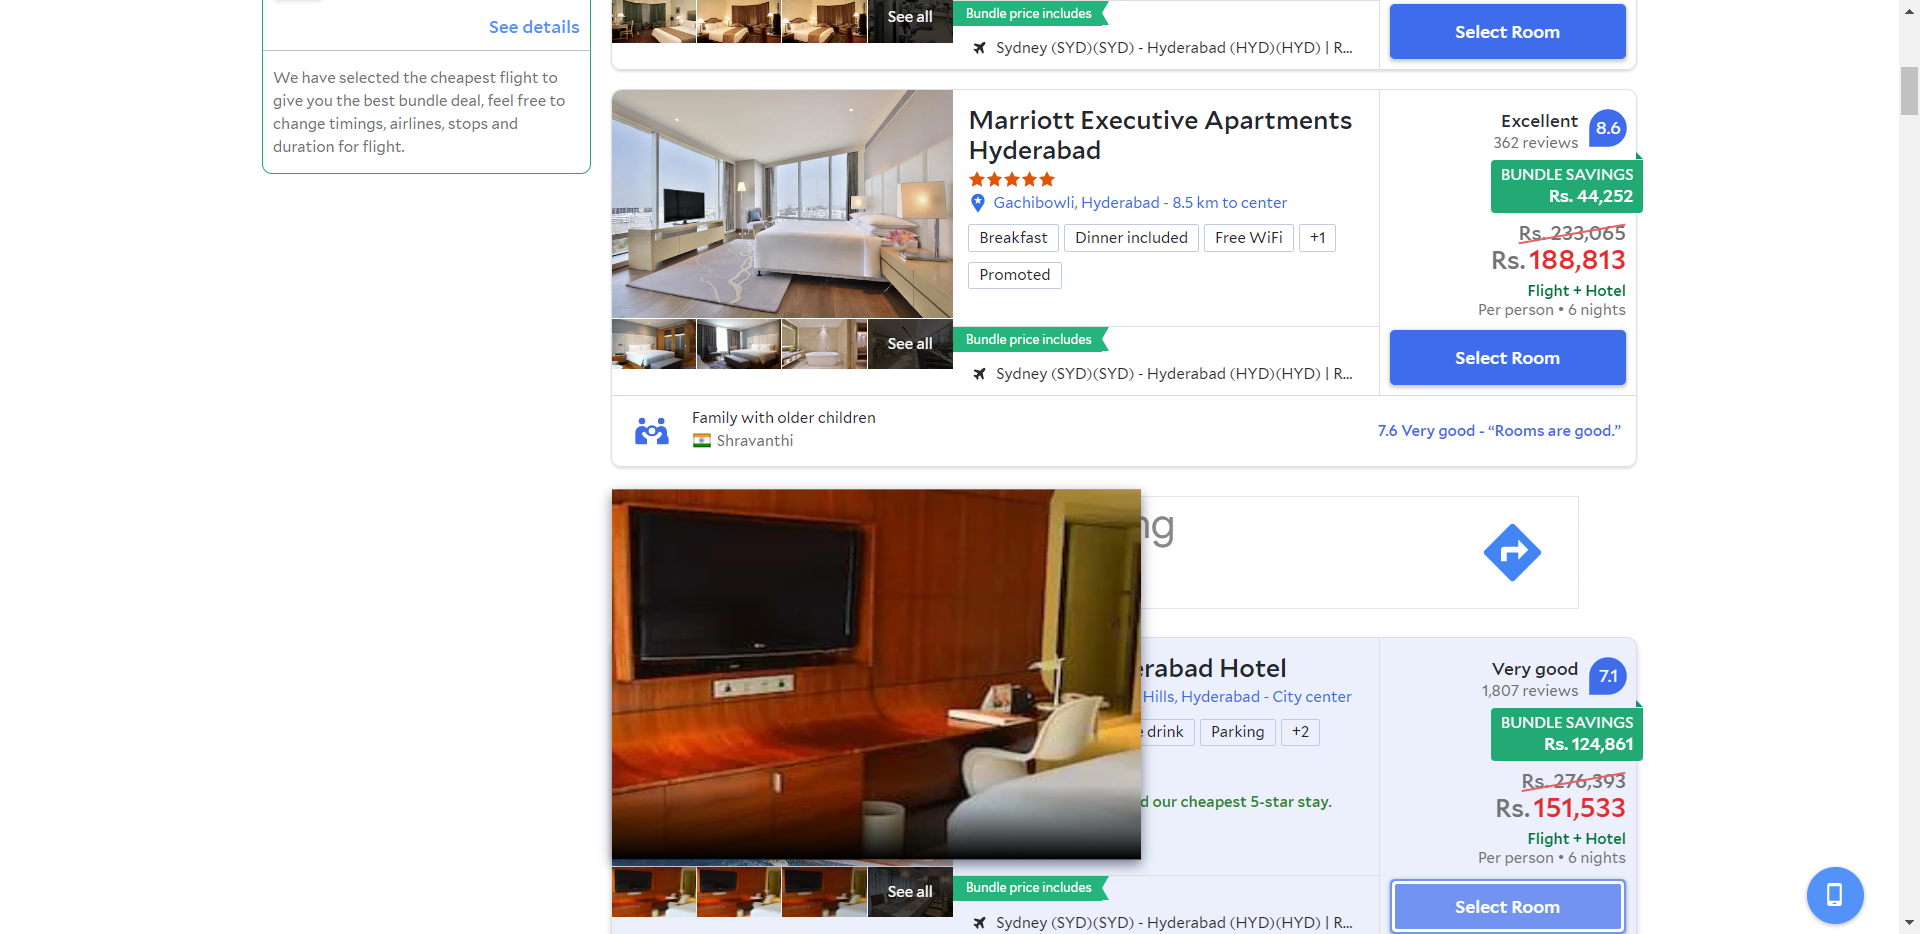 See details
We have selected the cheapest flight to
give you the best bundle deal, feel free to
change timings, airlines, stops and
duration for flight.
See all
Bundle price includes
Sydney (SYD)(SYD) - Hyderabad (HYD)(HYD) | R...
Select Room
Marriott Executive Apartments
Hyderabad
Gachibowli, Hyderabad - 8.5 km to center
Breakfast
Dinner included
Free WiFi
+1
Promoted
Excellent
362 reviews
8.6
BUNDLE SAVINGS
Rs. 44,252
Rs. 233,065
Rs. 188,813
Flight + Hotel
Per person • 6 nights
See all
Bundle price includes
Sydney (SYD)(SYD) - Hyderabad (HYD)(HYD) | R...
Select Room
Family with older children
Shravanthi
7.6 Very good - “Rooms are good.”
ng
erabad Hotel
Hills, Hyderabad - City center
drink
Parking
+2
d our cheapest 5-star stay.
Very good
1,807 reviews
7.1
BUNDLE SAVINGS
Rs. 124,861
Rs. 276,393
Rs. 151,533
Flight + Hotel
Per person • 6 nights
See all
Bundle price includes
Sydney (SYD)(SYD) - Hyderabad (HYD)(HYD) | R...
Select Room